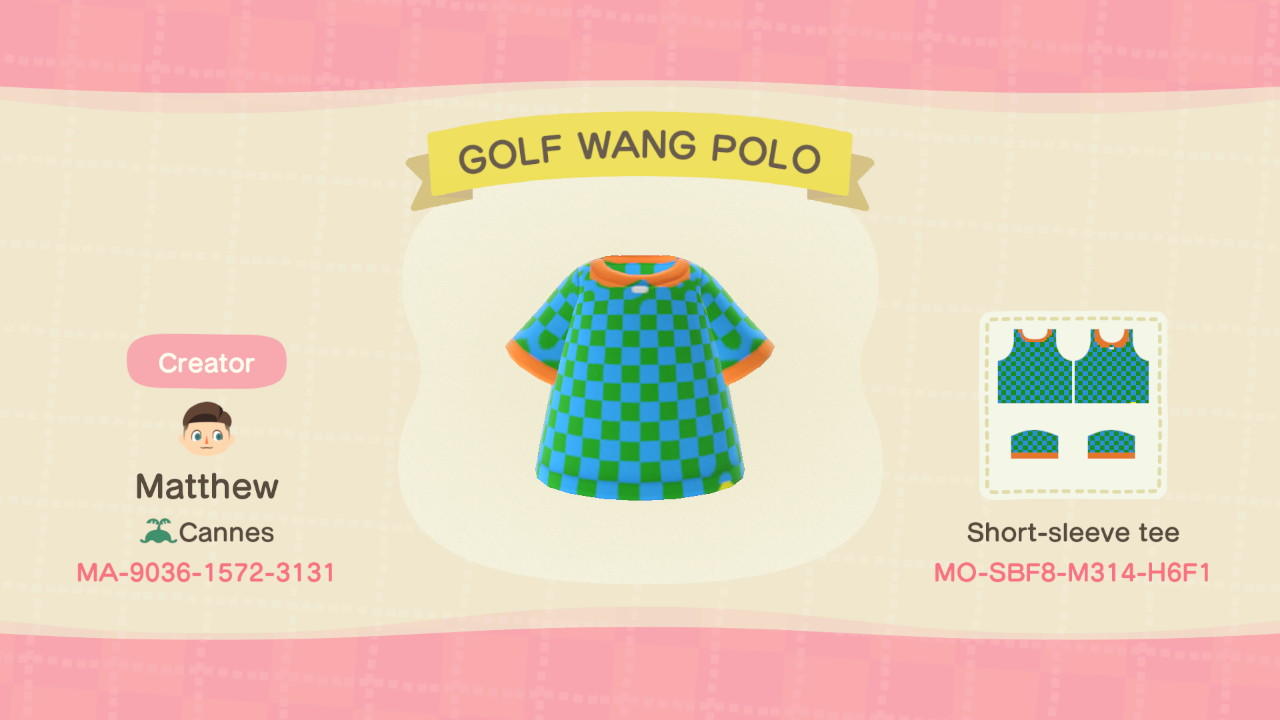 GOLF WANG POLO
Creator
Matthew
Cannes
MA-9036-1572-3131
Short-sleeve tee
MO-SBF8-M314-H6F1